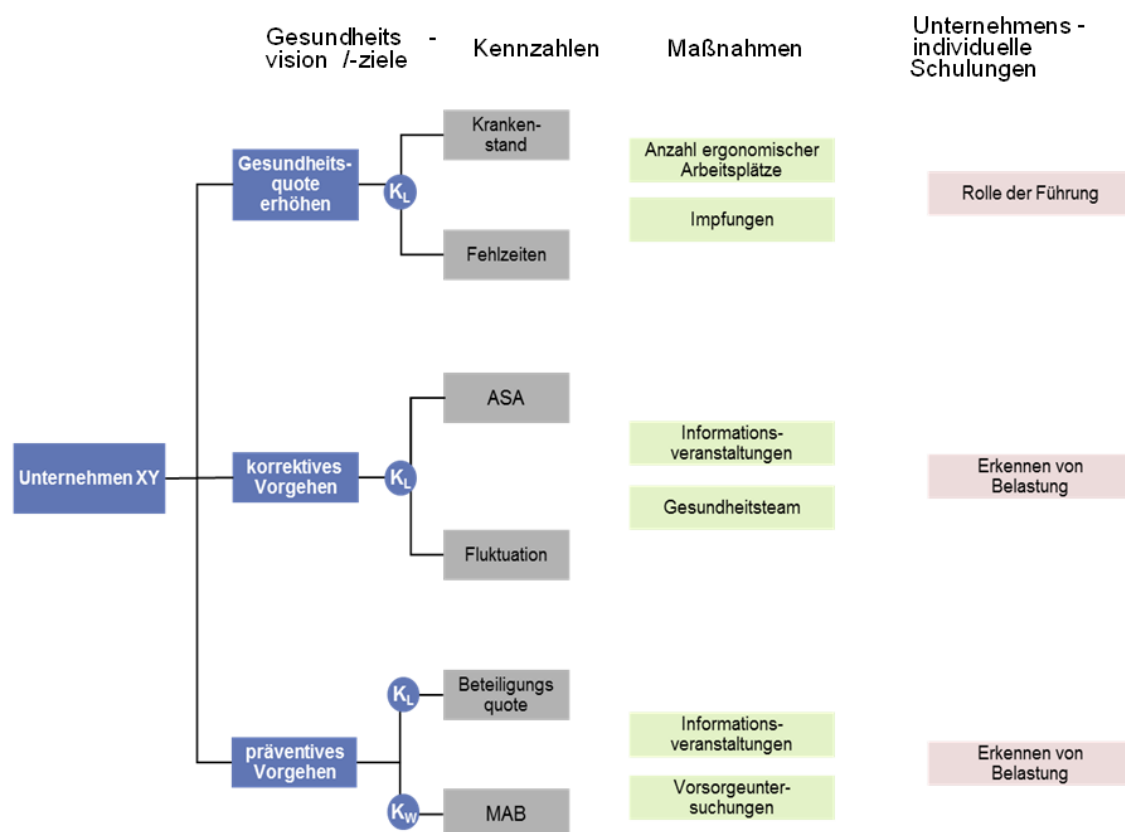 Gesundheits -
vision /-ziele
Kennzahlen
Maßnahmen
Unternehmens -
individuelle
Schulungen
Gesundheits-
quote
erhöhen
KL
Kranken-
stand
Fehlzeiten
Anzahl ergonomischer
Arbeitsplätze
Impfungen
Rolle der Führung
Unternehmen XY
korrektives
Vorgehen
KL
ASA
Fluktuation
Informations-
veranstaltungen
Gesundheitsteam
Erkennen von
Belastung
präventives
Vorgehen
KL
Beteiligungs
quote
KW
MAB
Informations-
veranstaltungen
Vorsorgeunter-
suchungen
Erkennen von
Belastung